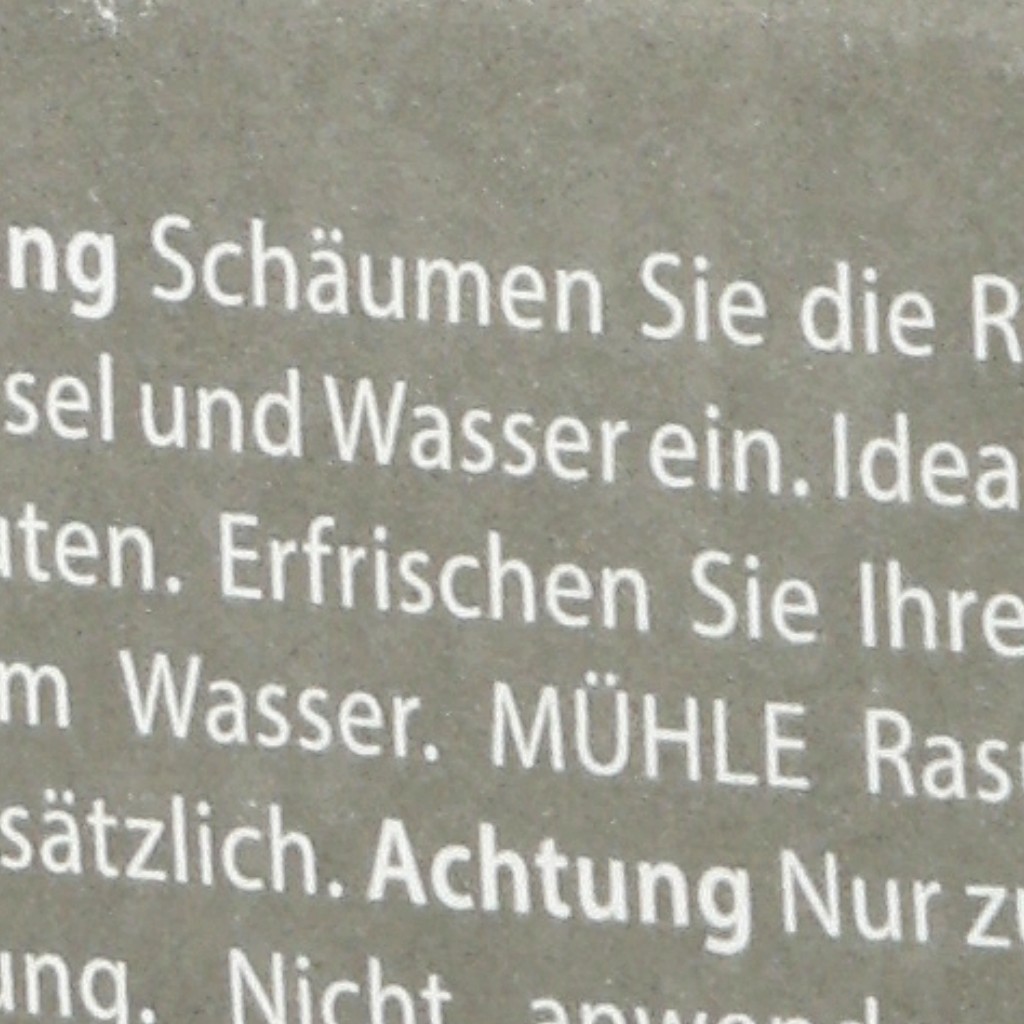 ng Schäumen Sie die R
sel und Wasser ein. Idea
uten. Erfrischen Sie Ihre
m Wasser. MÜHLE Ras
sätzlich. Achtung Nur zu
ung. Nicht anwend